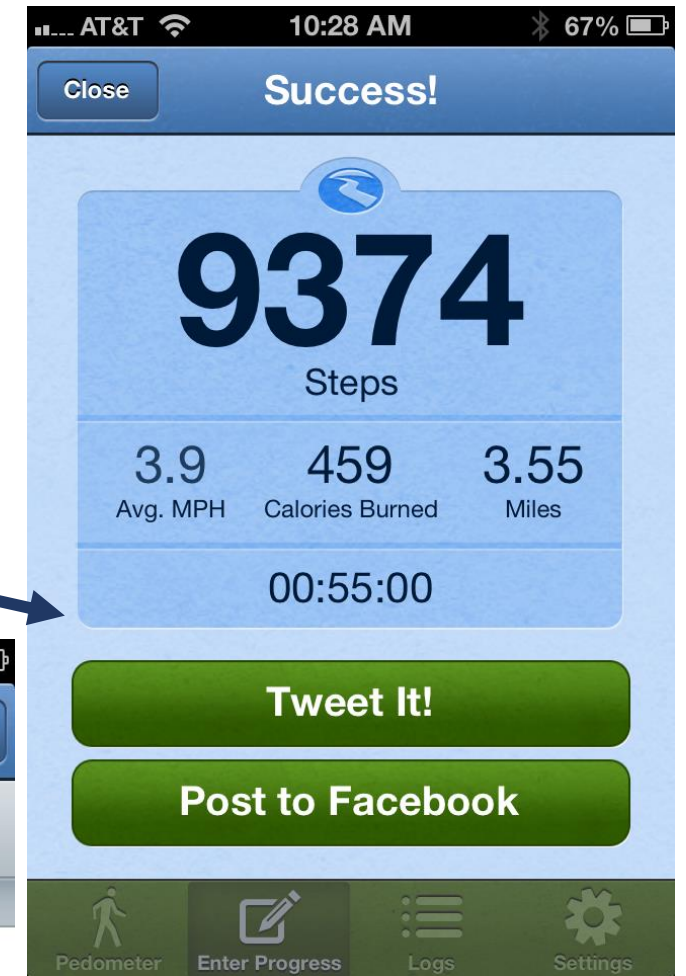 AT&T 10:28 AM 67%
Close Success!
9374
Steps
3.9 459 3.55
Avg. MPH Calories Burned Miles
00:55:00
Tweet It!
Post to Facebook
Pedometer Enter Progress Logs Settings